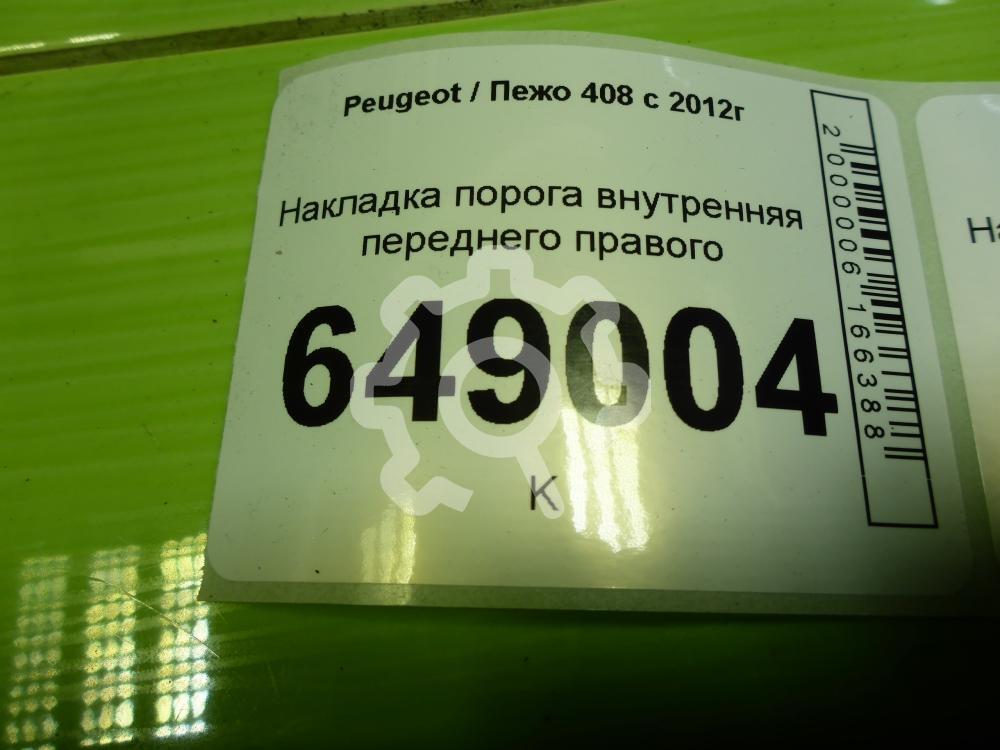 Peugeot / Пежо 408 с 2012г
Накладка порога внутренняя
переднего правого
649004
К
2000006166388
На